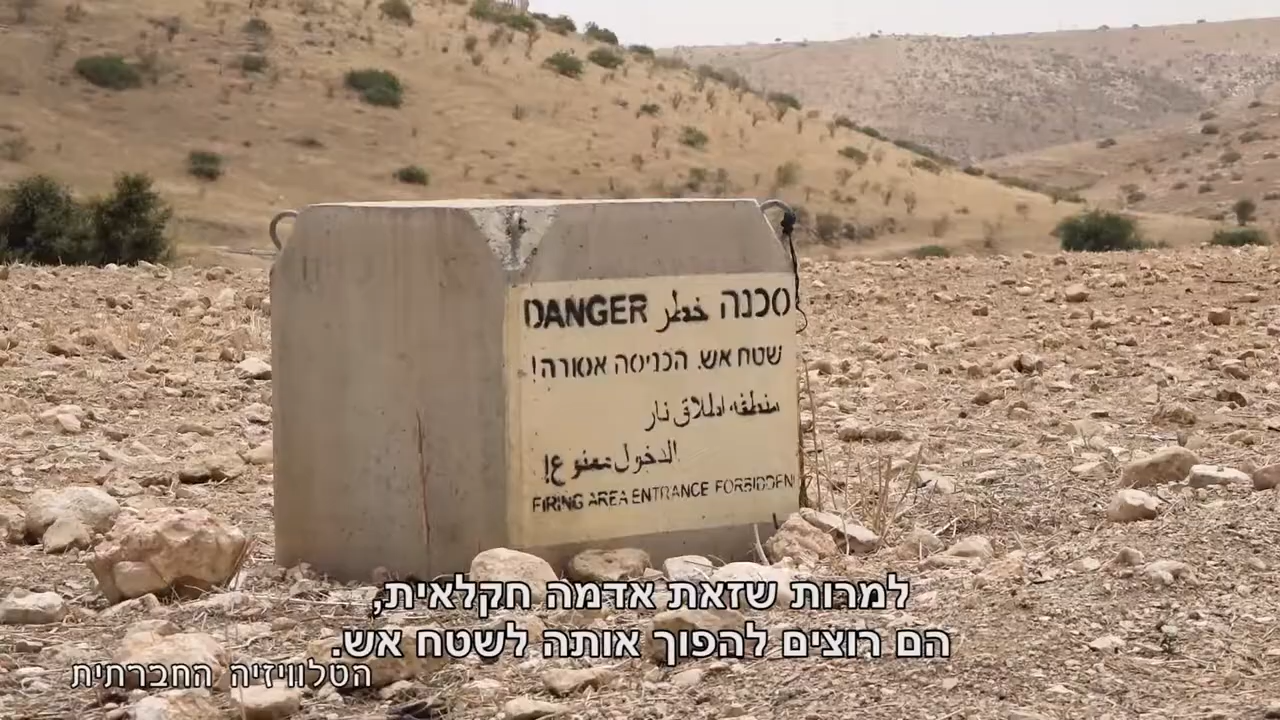 סכנה خطر DANGER
שטח אש. הכניסה אסורה!
منطقة اطلاق نار
الدخول ممنوع!
FIRING AREA ENTRANCE FORBIDDEN!
למרות שזאת אדמה חקלאית,
הם רוצים להפוך אותה לשטח אש.
הטלוויזיה החברתית